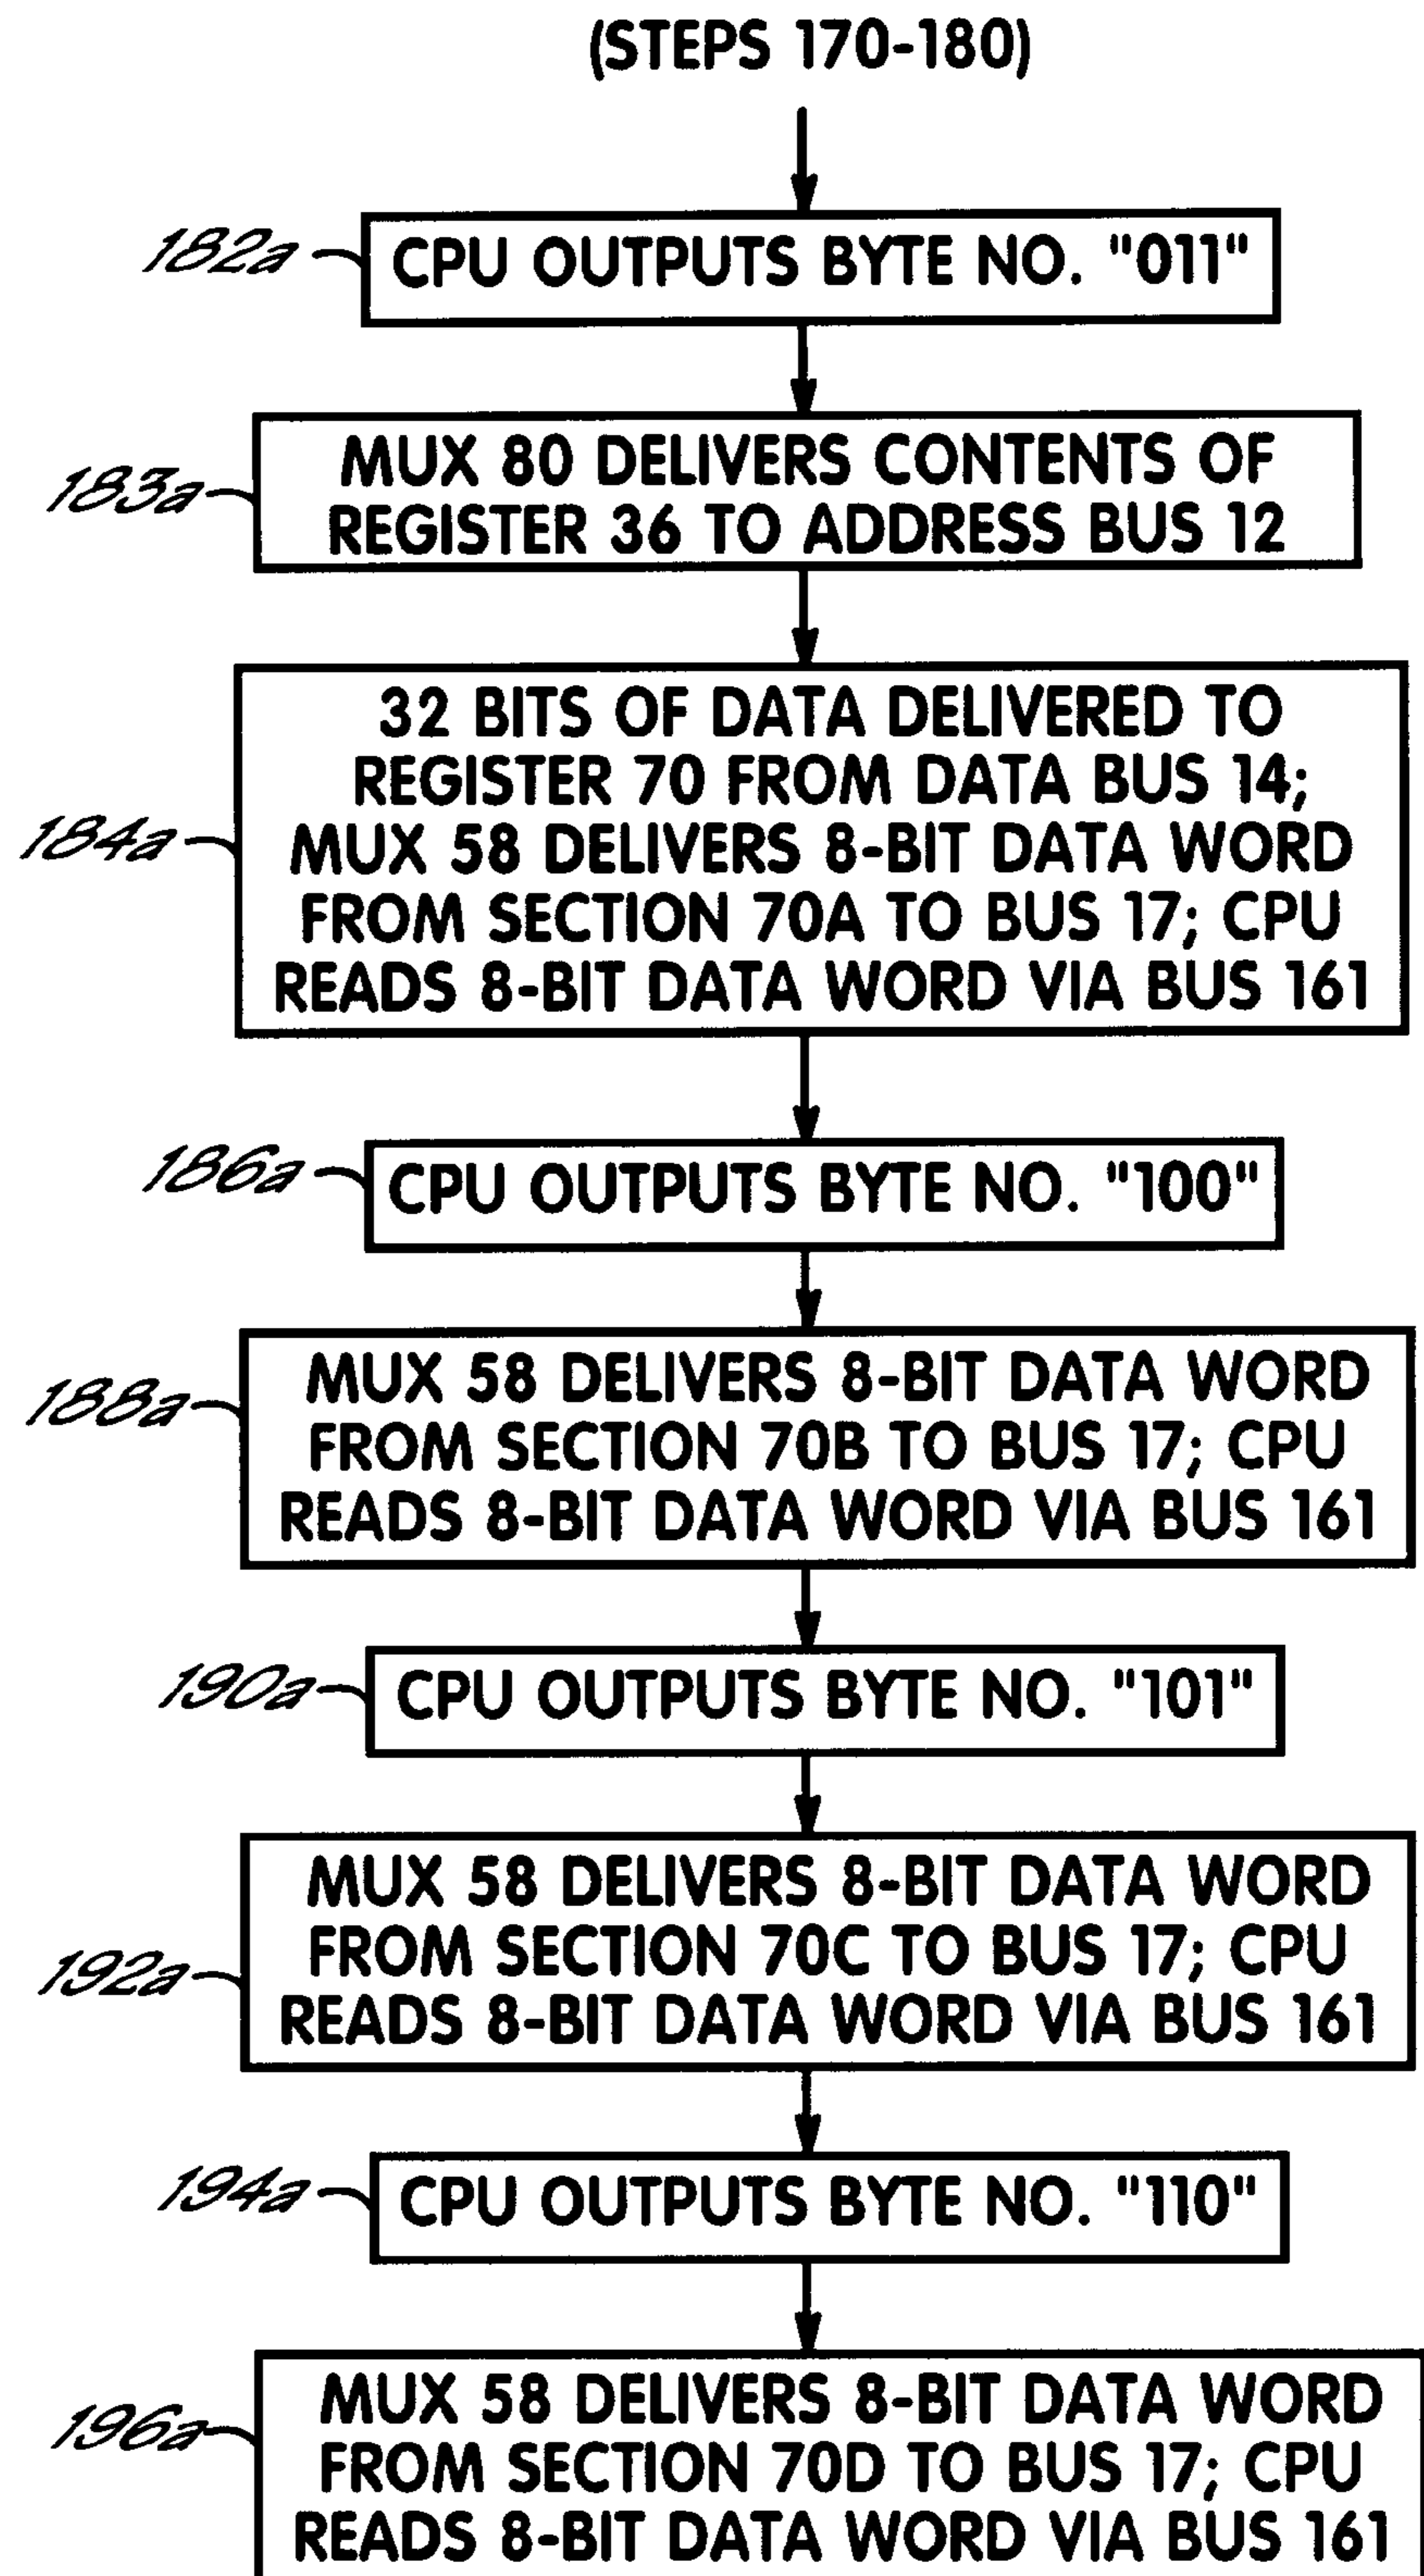 (STEPS 170-180)
182a
CPU OUTPUTS BYTE NO. "011"
183a
MUX 80 DELIVERS CONTENTS OF
REGISTER 36 TO ADDRESS BUS 12
184a
32 BITS OF DATA DELIVERED TO
REGISTER 70 FROM DATA BUS 14;
MUX 58 DELIVERS 8-BIT DATA WORD
FROM SECTION 70A TO BUS 17; CPU
READS 8-BIT DATA WORD VIA BUS 161
186a
CPU OUTPUTS BYTE NO. "100"
188a
MUX 58 DELIVERS 8-BIT DATA WORD
FROM SECTION 70B TO BUS 17; CPU
READS 8-BIT DATA WORD VIA BUS 161
190a
CPU OUTPUTS BYTE NO. "101"
192a
MUX 58 DELIVERS 8-BIT DATA WORD
FROM SECTION 70C TO BUS 17; CPU
READS 8-BIT DATA WORD VIA BUS 161
194a
CPU OUTPUTS BYTE NO. "110"
196a
MUX 58 DELIVERS 8-BIT DATA WORD
FROM SECTION 70D TO BUS 17; CPU
READS 8-BIT DATA WORD VIA BUS 161